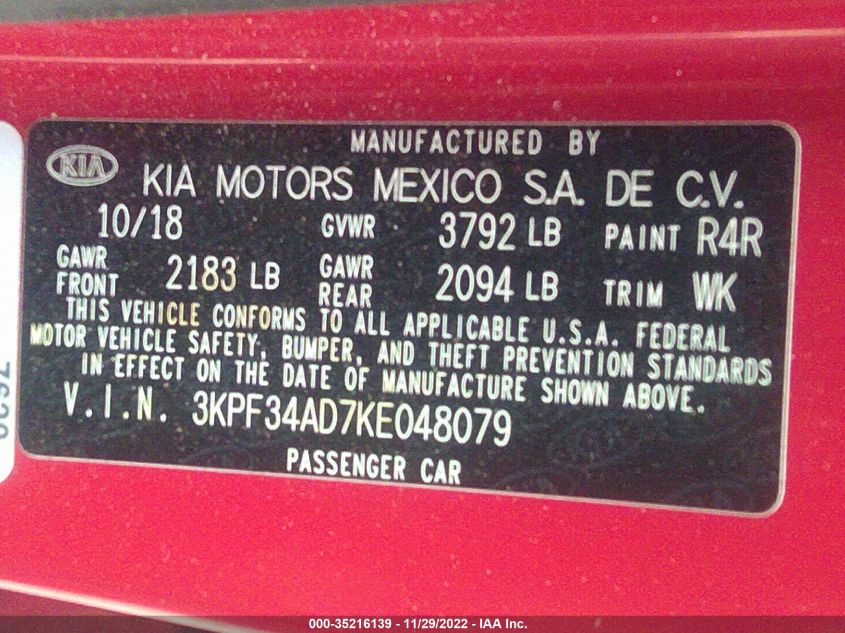 MANUFACTURED BY
KIA KIA MOTORS MEXICO S.A. DE C.V.
10/18 GVWR 3792 LB PAINT R4R
GAWR FRONT 2183 LB GAWR REAR 2094 LB TRIM WK
THIS VEHICLE CONFORMS TO ALL APPLICABLE U.S.A. FEDERAL
MOTOR VEHICLE SAFETY, BUMPER, AND THEFT PREVENTION STANDARDS
IN EFFECT ON THE DATE OF MANUFACTURE SHOWN ABOVE.
V.I.N. 3KPF34AD7KE048079
PASSENGER CAR
000-35216139 - 11/29/2022 - IAA Inc.